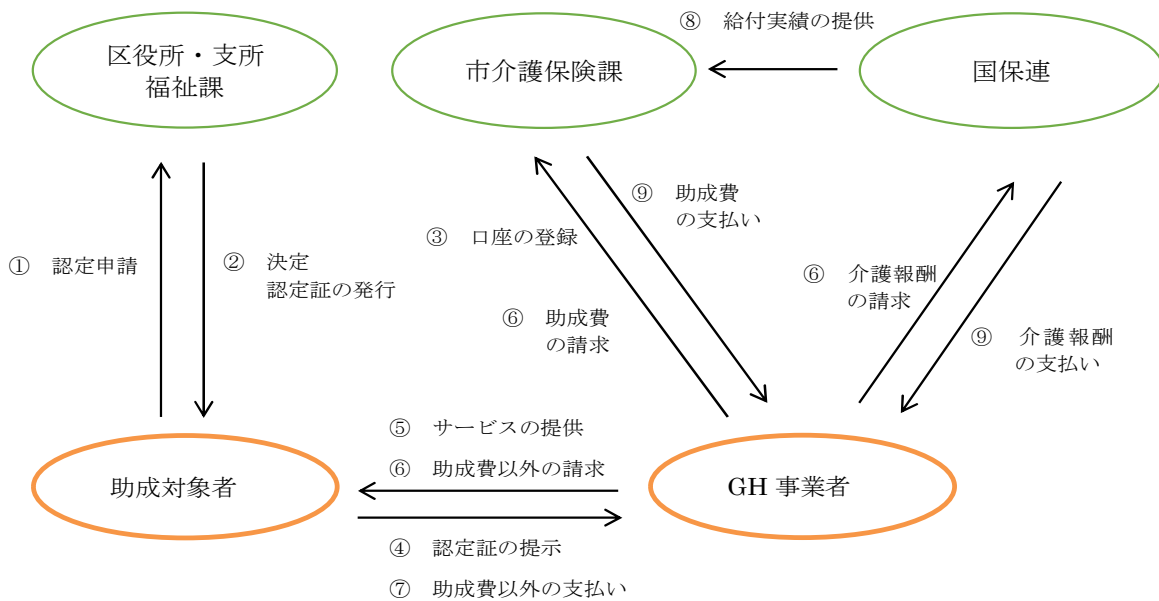 ⑧ 給付実績の提供
区役所・支所
福祉課
市介護保険課
国保連
⑨ 助成費
の支払い
③ 口座の登録
① 認定申請
② 決定
認定証の発行
⑥ 介護報酬
の請求
⑥ 助成費
の請求
⑨ 介護報酬
の支払い
⑤ サービスの提供
⑥ 助成費以外の請求
助成対象者
GH 事業者
④ 認定証の提示
⑦ 助成費以外の支払い